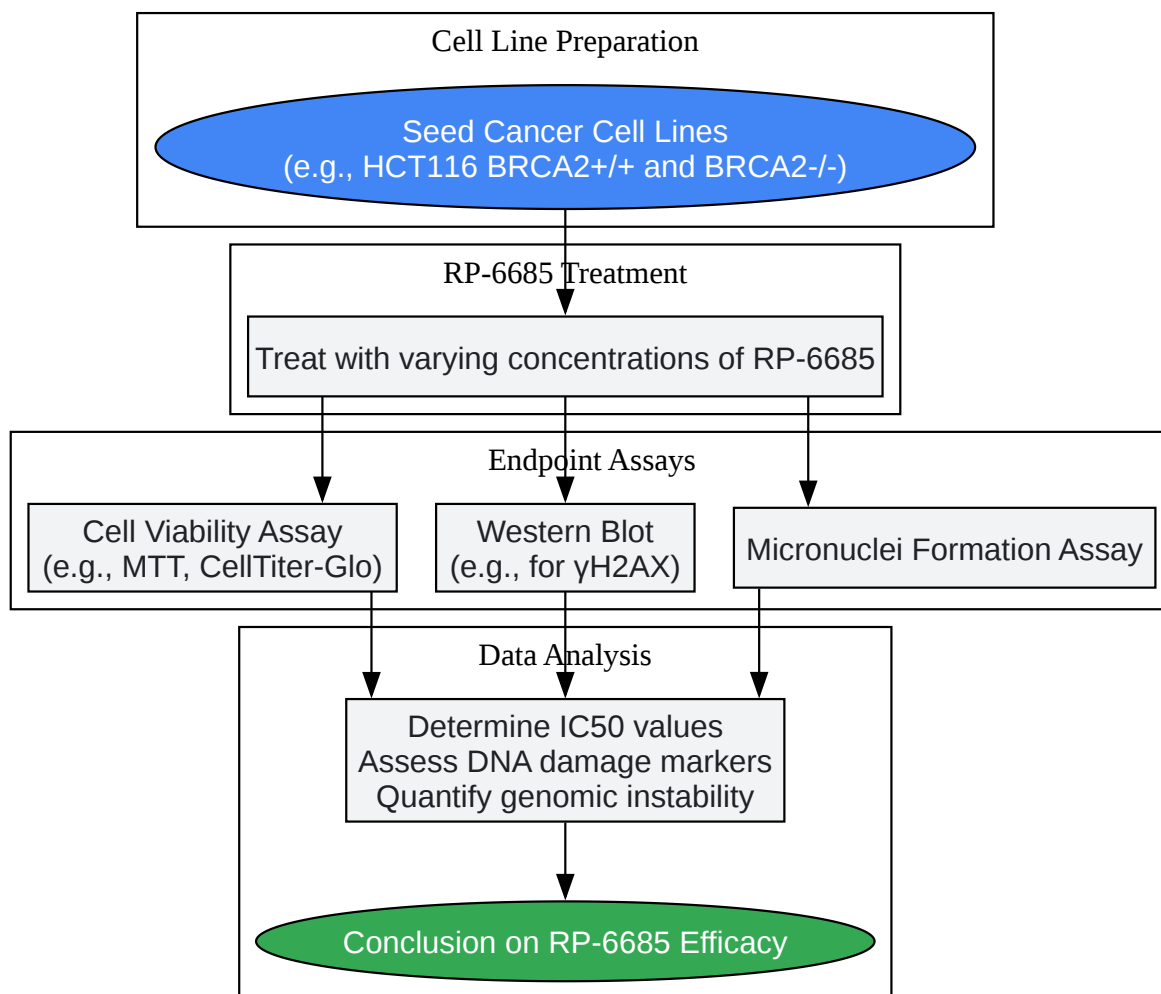 Cell Line Preparation
Seed Cancer Cell Lines
(e.g., HCT116 BRCA2+/+ and BRCA2-/-)
RP-6685 Treatment
Treat with varying concentrations of RP-6685
Endpoint Assays
Cell Viability Assay
(e.g., MTT, CellTiter-Glo)
Western Blot
(e.g., for γH2AX)
Micronuclei Formation Assay
Data Analysis
Determine IC50 values
Assess DNA damage markers
Quantify genomic instability
Conclusion on RP-6685 Efficacy